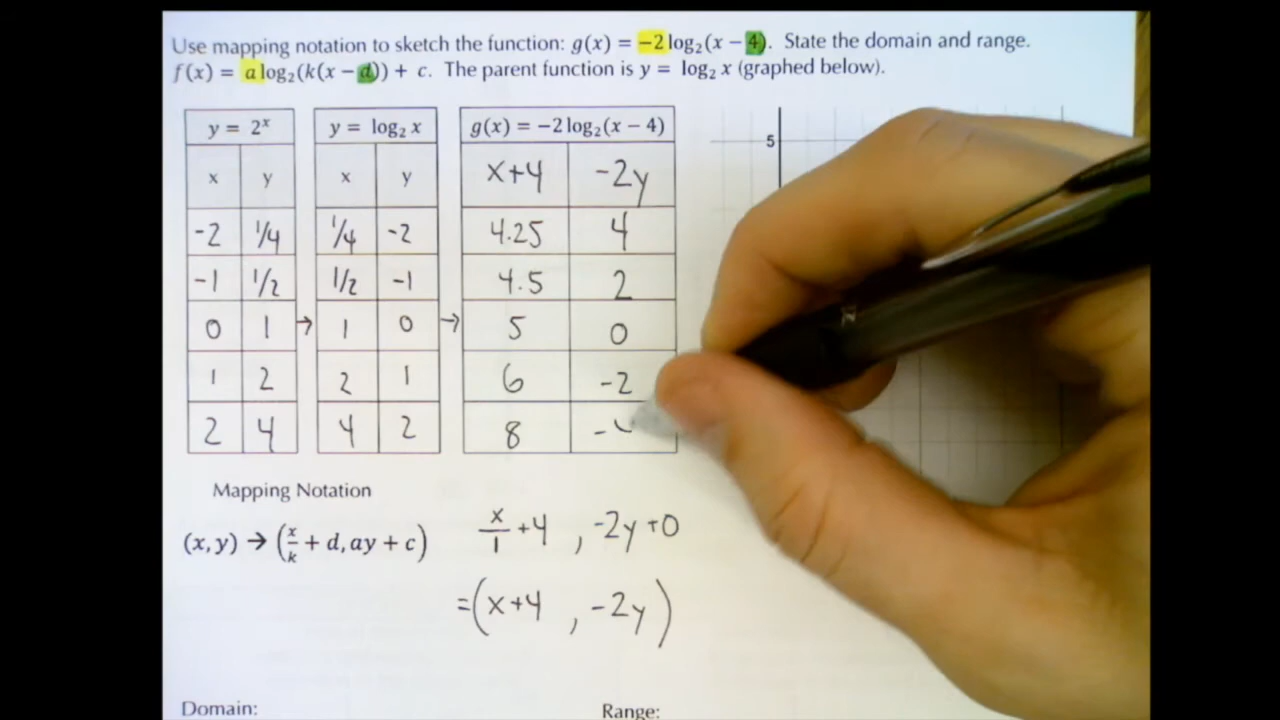 Use mapping notation to sketch the function: g(x) = −2 log₂(x − 4). State the domain and range.
f(x) = a log₂(k(x − d)) + c. The parent function is y = log₂ x (graphed below).
y = 2ˣ y = log₂ x g(x) = −2 log₂(x − 4)
x y x y x+4 -2y
-2 1/4 1/4 -2 4.25 4
-1 1/2 1/2 -1 4.5 2
0 1 → 1 0 → 5 0
1 2 2 1 6 -2
2 4 4 2 8 -
5
Mapping Notation
(x, y) → (x/k + d, ay + c) x/1 +4 , -2y+0
=(x+4 , -2y)
Domain: Range: